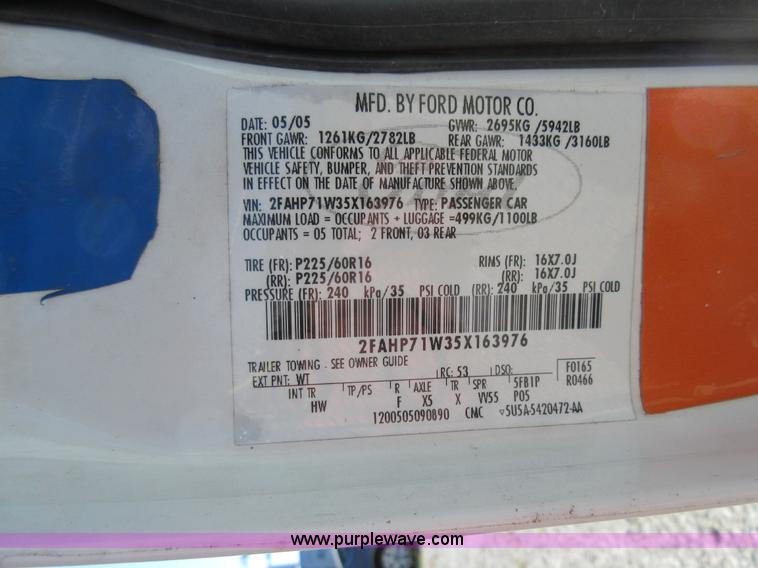 MFD. BY FORD MOTOR CO.
DATE: 05/05 GVWR: 2695KG /5942LB
FRONT GAWR: 1261KG/2782LB REAR GAWR: 1433KG /3160LB
THIS VEHICLE CONFORMS TO ALL APPLICABLE FEDERAL MOTOR
VEHICLE SAFETY, BUMPER, AND THEFT PREVENTION STANDARDS
IN EFFECT ON THE DATE OF MANUFACTURE SHOWN ABOVE.
VIN: 2FAHP71W35X163976 TYPE: PASSENGER CAR
MAXIMUM LOAD = OCCUPANTS + LUGGAGE =499KG/1100LB
OCCUPANTS = 05 TOTAL; 2 FRONT, 03 REAR
TIRE (FR): P225/60R16 RIMS (FR): 16X7.0J
(RR): P225/60R16 (RR): 16X7.0J
PRESSURE (FR): 240 kPa/35 PSI COLD (RR): 240 kPa/35 PSI COLD
2FAHP71W35X163976
TRAILER TOWING - SEE OWNER GUIDE
EXT PNT: WT RC: 53 DSO: F0165
INT TR TP/PS R AXLE TR SPR 5FB1P R0466
HW F X5 X VV55 P05
1200505090890 CMC 5U5A-5420472-AA
www.purplewave.com